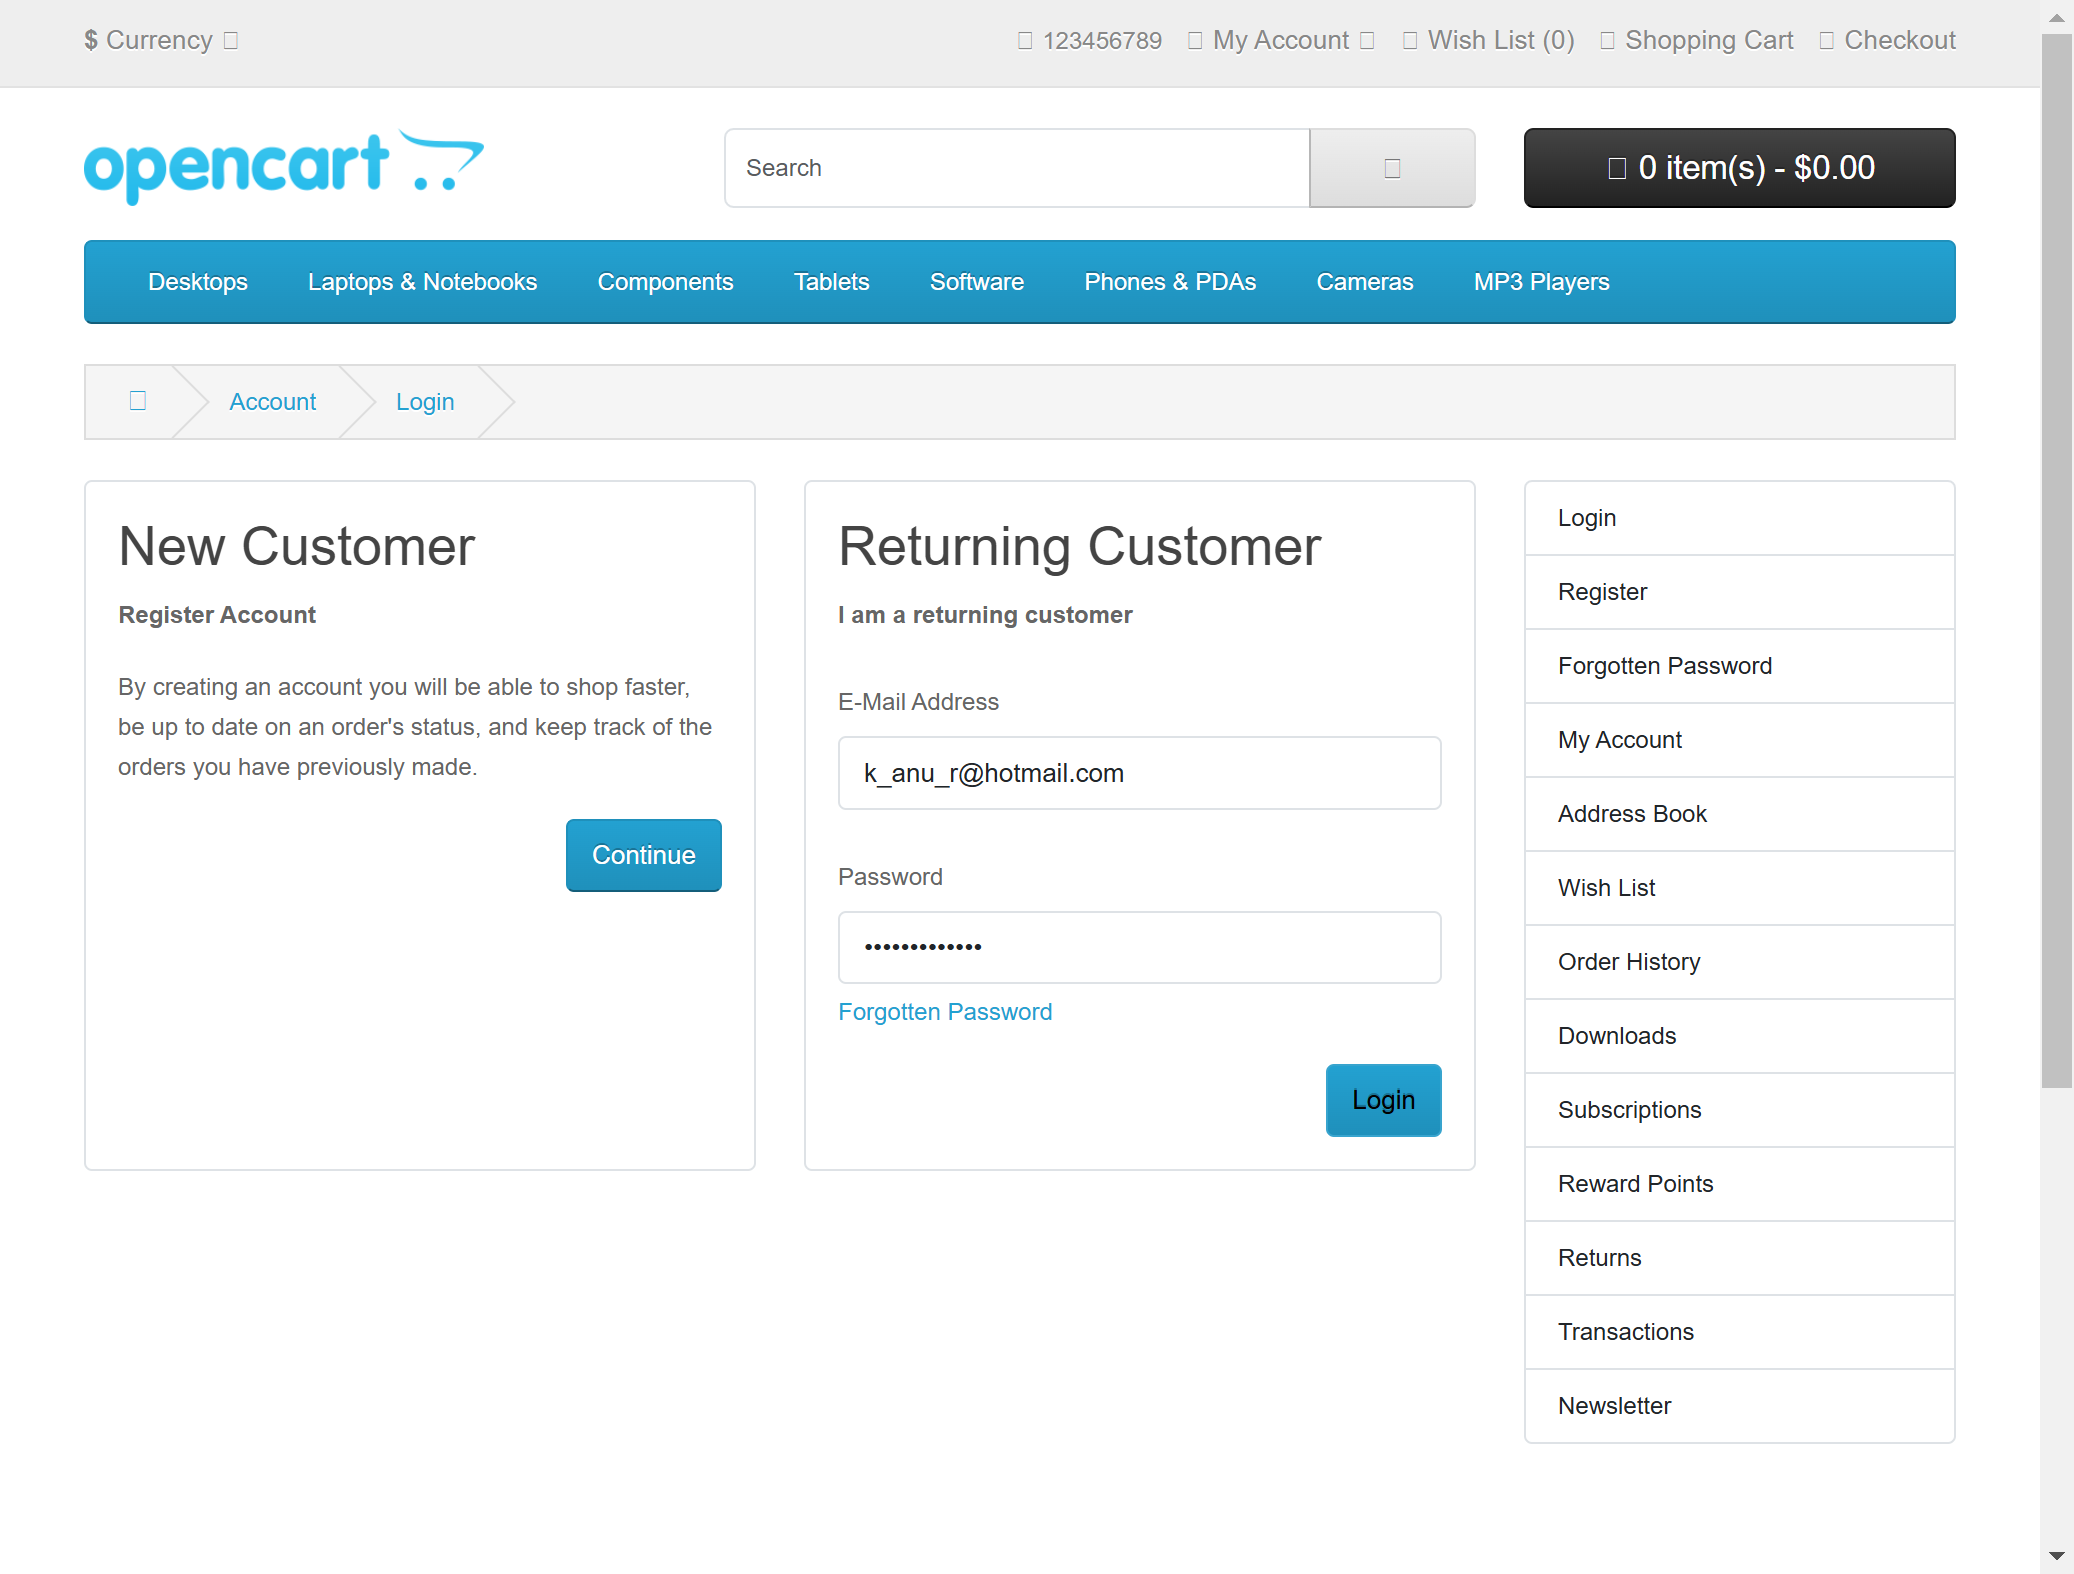 $ Currency
123456789 My Account Wish List (0) Shopping Cart Checkout
opencart
Search
0 item(s) - $0.00
Desktops Laptops & Notebooks Components Tablets Software Phones & PDAs Cameras MP3 Players
Account Login
New Customer
Register Account
By creating an account you will be able to shop faster,
be up to date on an order's status, and keep track of the
orders you have previously made.
Continue
Returning Customer
I am a returning customer
E-Mail Address
k_anu_r@hotmail.com
Password
•••••••••••••
Forgotten Password
Login
Login
Register
Forgotten Password
My Account
Address Book
Wish List
Order History
Downloads
Subscriptions
Reward Points
Returns
Transactions
Newsletter